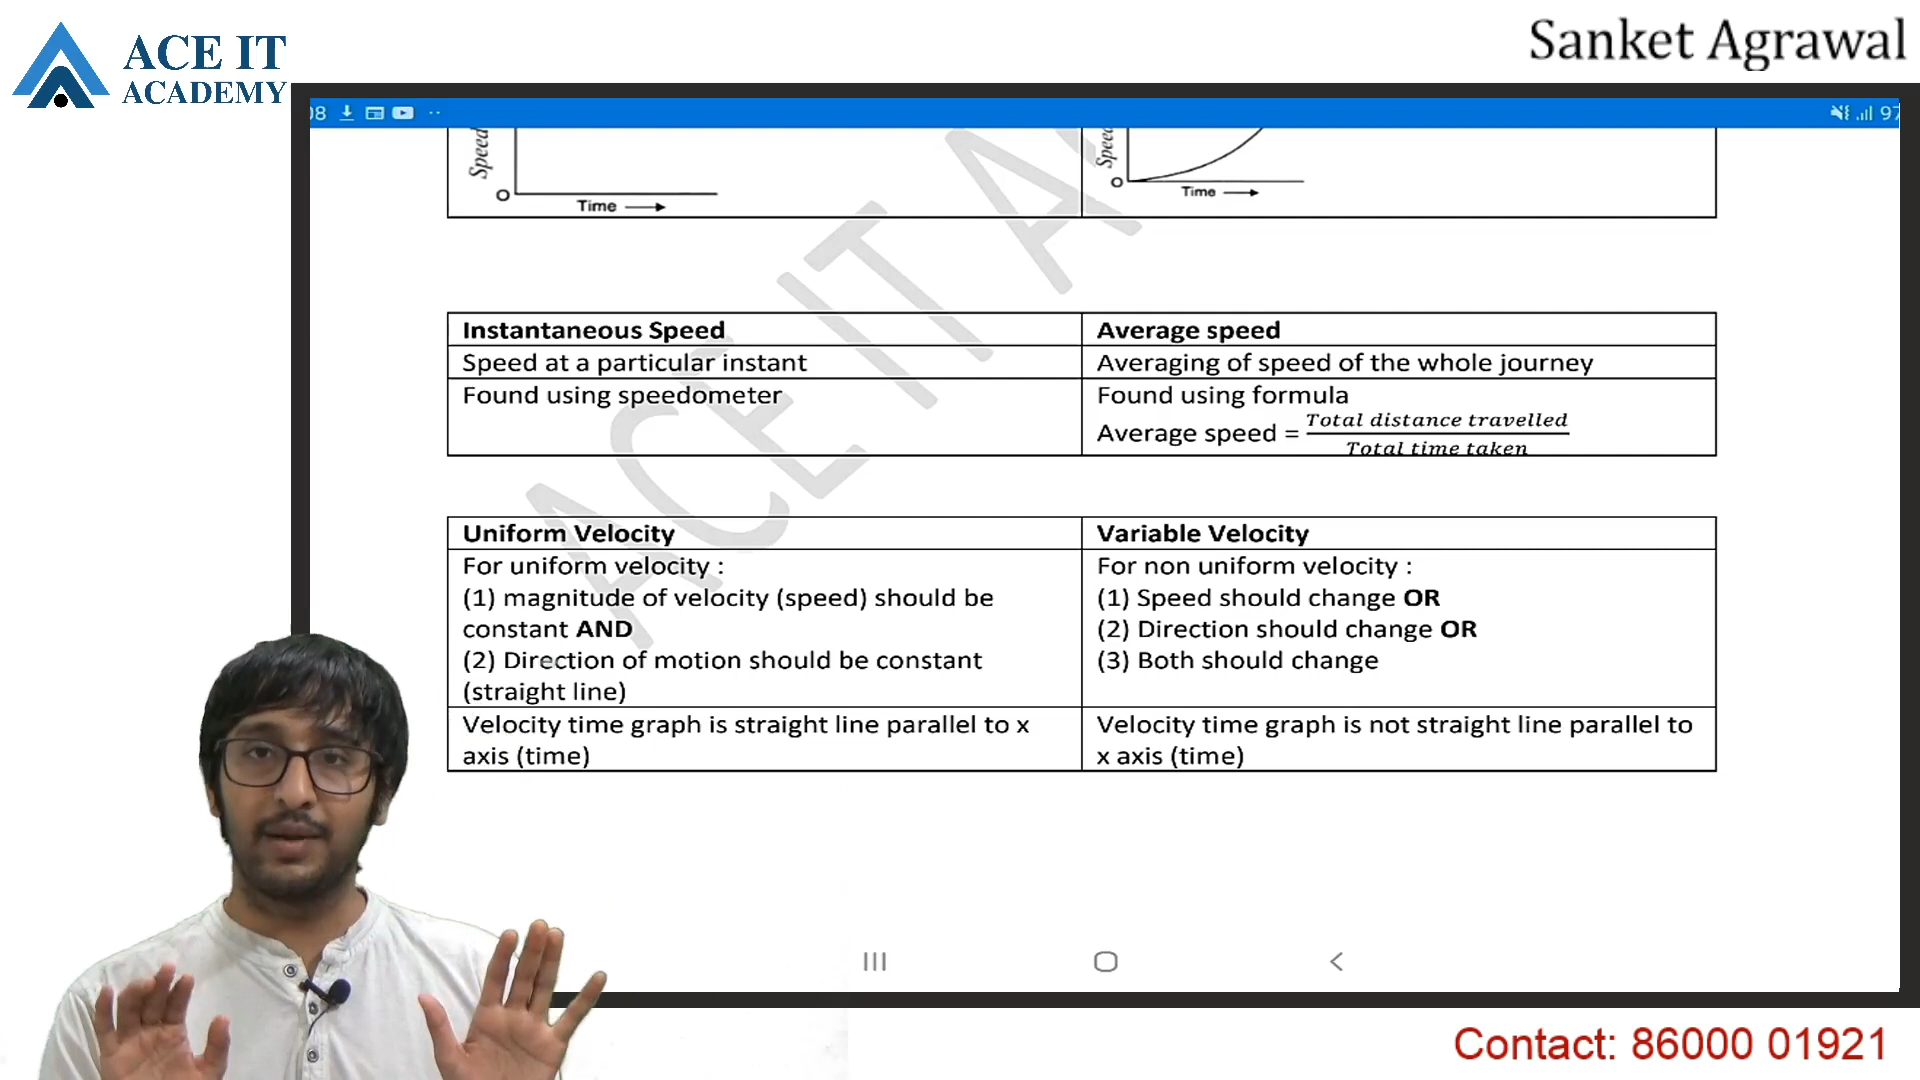 ACE IT
ACADEMY
Sanket Agrawal
08
97
Speed
O
Time
Speed
O
Time
Instantaneous Speed
Average speed
Speed at a particular instant
Averaging of speed of the whole journey
Found using speedometer
Found using formula
Average speed = Total distance travelled
Total time taken
Uniform Velocity
Variable Velocity
For uniform velocity :
(1) magnitude of velocity (speed) should be
constant AND
(2) Direction of motion should be constant
(straight line)
For non uniform velocity :
(1) Speed should change OR
(2) Direction should change OR
(3) Both should change
Velocity time graph is straight line parallel to x
axis (time)
Velocity time graph is not straight line parallel to
x axis (time)
ACE IT A
Contact: 86000 01921